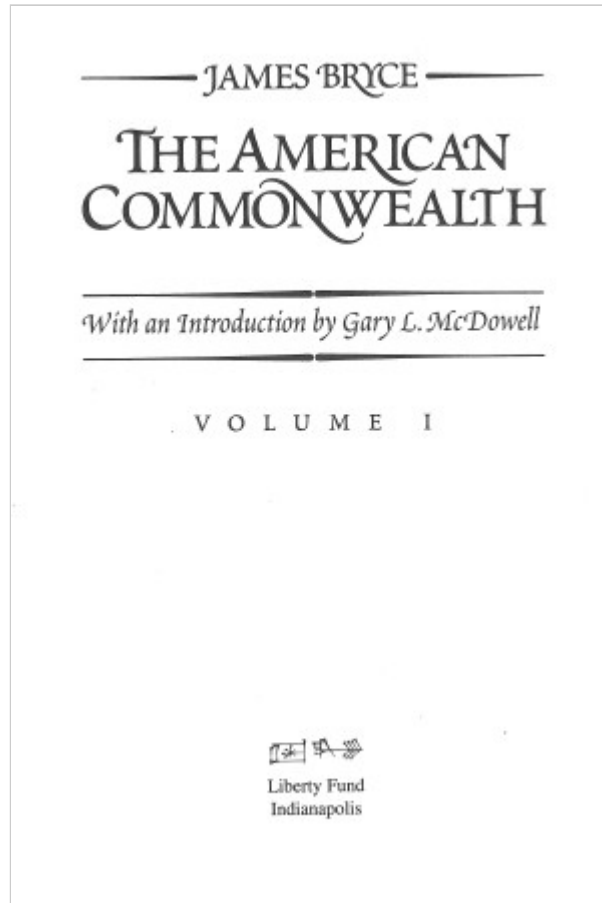 JAMES BRYCE
THE AMERICAN
COMMONWEALTH
With an Introduction by Gary L. McDowell
VOLUME I
Liberty Fund
Indianapolis